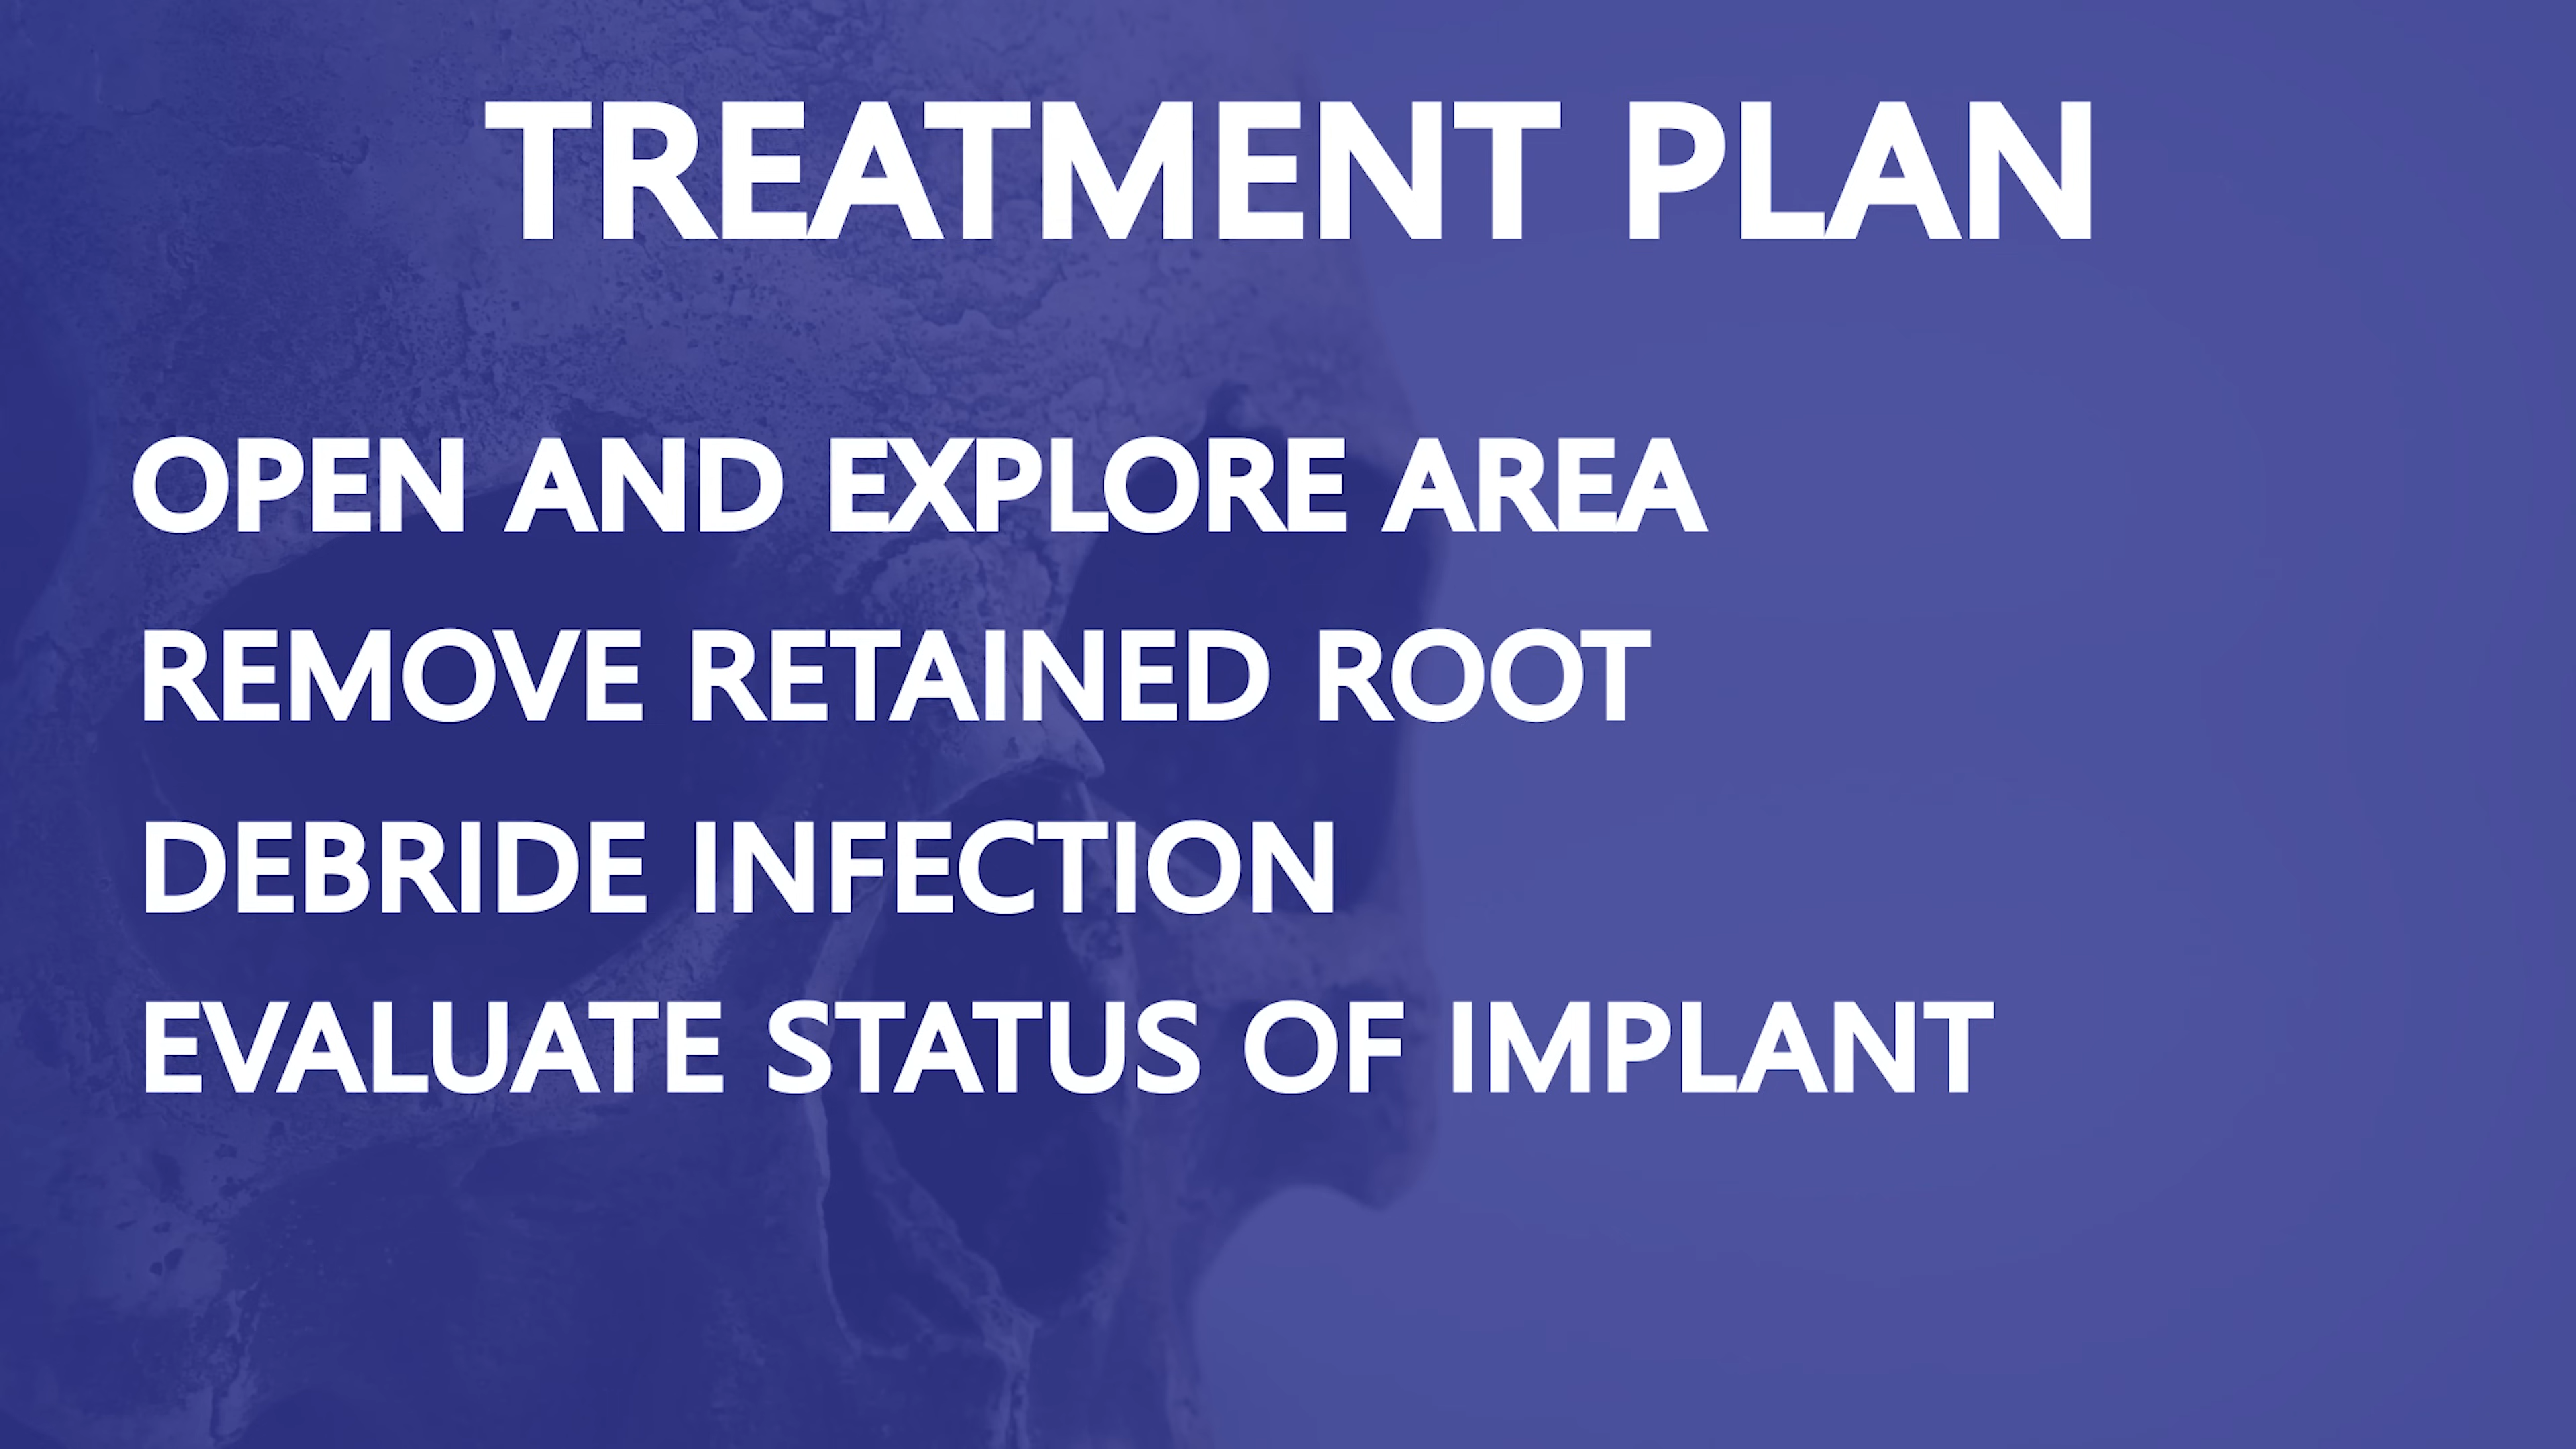 TREATMENT PLAN
OPEN AND EXPLORE AREA
REMOVE RETAINED ROOT
DEBRIDE INFECTION
EVALUATE STATUS OF IMPLANT